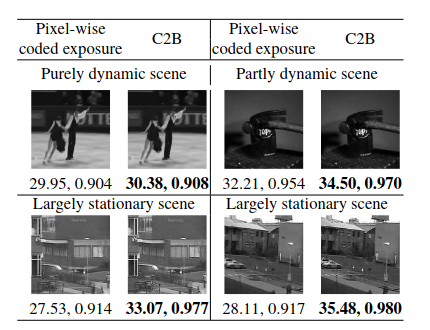 Pixel-wise coded exposure C2B Pixel-wise coded exposure C2B
Purely dynamic scene Partly dynamic scene
29.95, 0.904 30.38, 0.908 32.21, 0.954 34.50, 0.970
Largely stationary scene Largely stationary scene
27.53, 0.914 33.07, 0.977 28.11, 0.917 35.48, 0.980